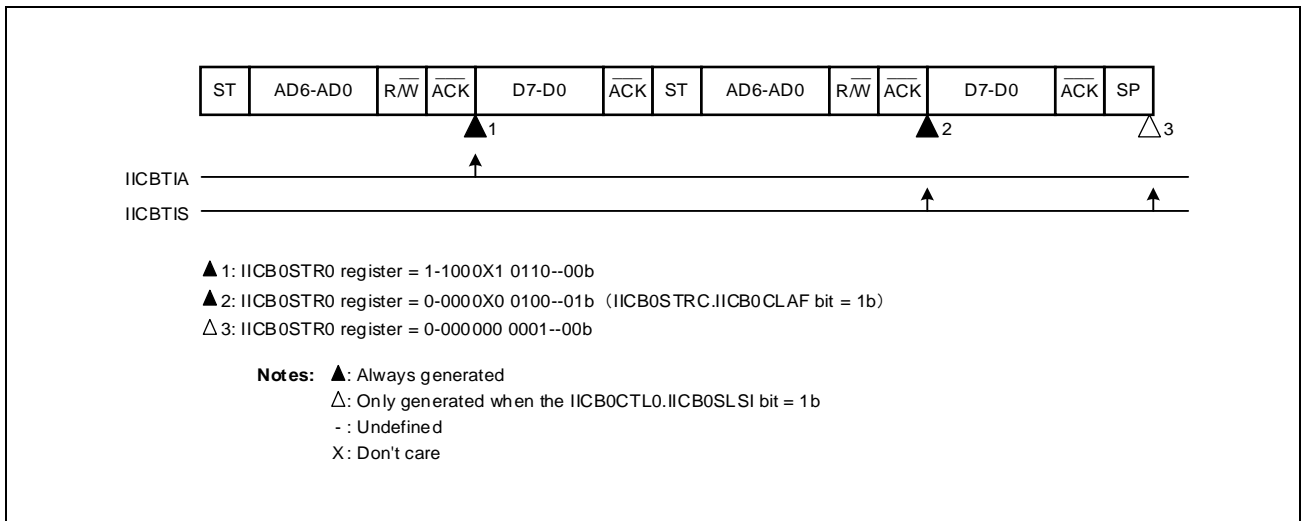 ST AD6-AD0 R/W ACK D7-D0 ACK ST AD6-AD0 R/W ACK D7-D0 ACK SP
▲1 ▲2 △3
IICBTIA
IICBTIS
▲1: IICB0STR0 register = 1-1000X1 0110--00b
▲2: IICB0STR0 register = 0-0000X0 0100--01b（IICB0STRC.IICB0CLAF bit = 1b）
△3: IICB0STR0 register = 0-000000 0001--00b
Notes: ▲: Always generated
△: Only generated when the IICB0CTL0.IICB0SLSI bit = 1b
- : Undefined
X : Don't care